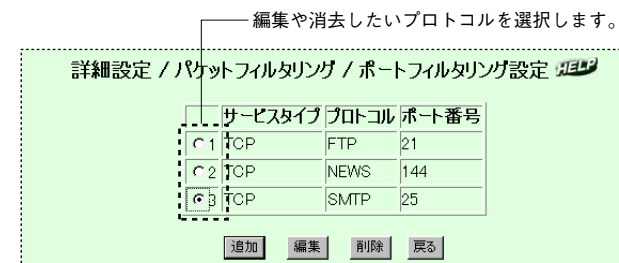 編集や消去したいプロトコルを選択します。
詳細設定 / パケットフィルタリング / ポートフィルタリング設定 HELP
サービスタイプ プロトコル ポート番号
1 TCP FTP 21
2 TCP NEWS 144
3 TCP SMTP 25
追加 編集 削除 戻る